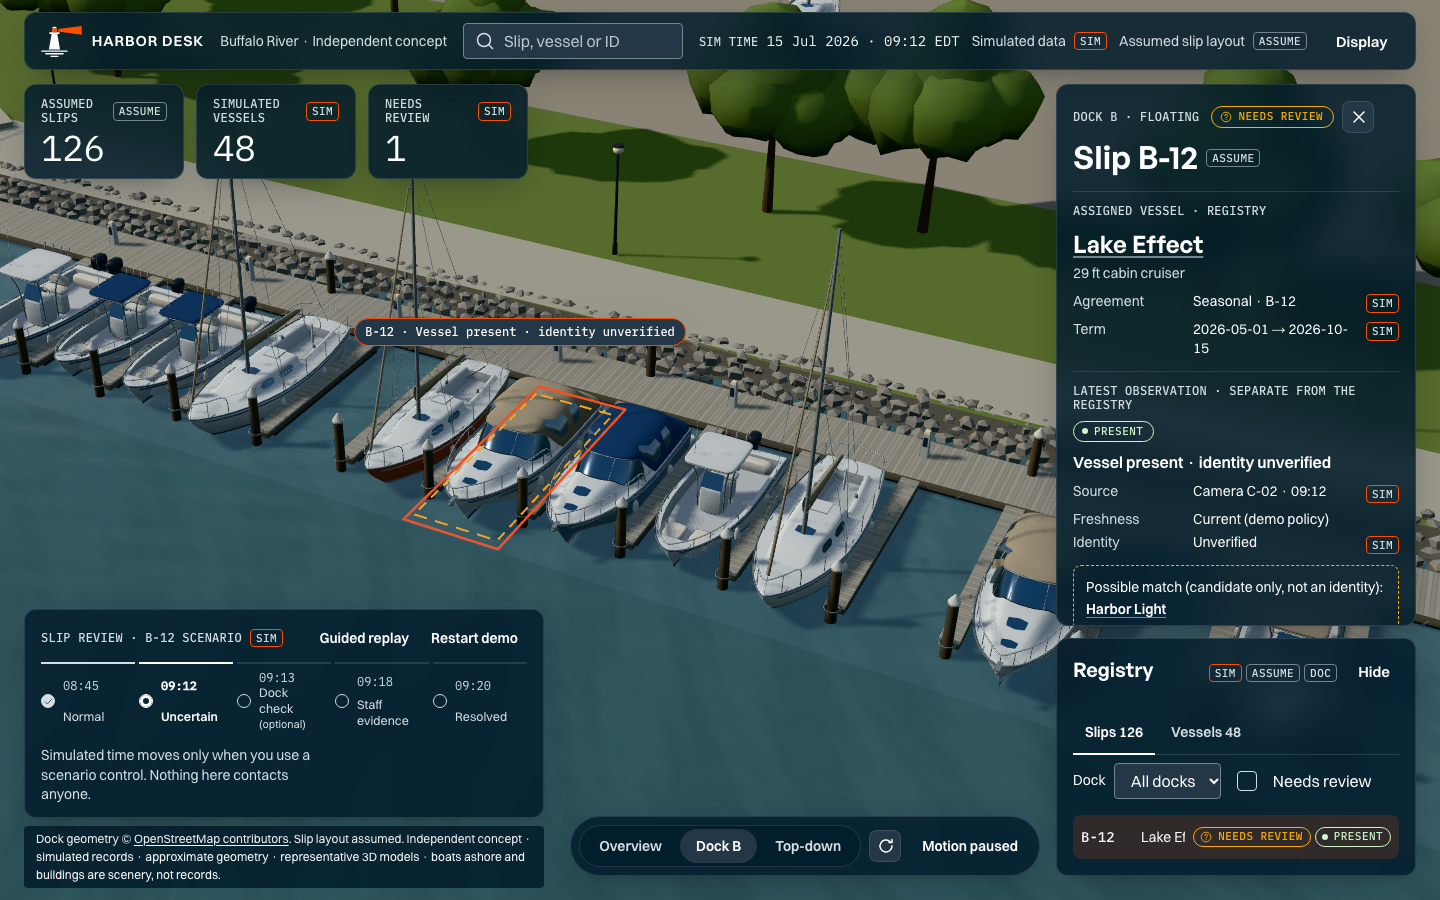 HARBOR DESK
Buffalo River · Independent concept
Slip, vessel or ID
SIM TIME 15 Jul 2026 · 09:12 EDT
Simulated data SIM
Assumed slip layout ASSUME
Display
ASSUMED SLIPS
ASSUME
126
SIMULATED VESSELS
SIM
48
NEEDS REVIEW
SIM
1
B-12 · Vessel present · identity unverified
DOCK B · FLOATING
NEEDS REVIEW
Slip B-12 ASSUME
ASSIGNED VESSEL · REGISTRY
Lake Effect
29 ft cabin cruiser
Agreement Seasonal · B-12 SIM
Term 2026-05-01 → 2026-10-
15
SIM
LATEST OBSERVATION · SEPARATE FROM THE
REGISTRY
PRESENT
Vessel present · identity unverified
Source Camera C-02 · 09:12 SIM
Freshness Current (demo policy)
Identity Unverified SIM
Possible match (candidate only, not an identity):
Harbor Light
SLIP REVIEW · B-12 SCENARIO SIM
Guided replay
Restart demo
08:45
Normal
09:12
Uncertain
09:13
Dock
check
(optional)
09:18
Staff
evidence
09:20
Resolved
Simulated time moves only when you use a
scenario control. Nothing here contacts
anyone.
Dock geometry © OpenStreetMap contributors. Slip layout assumed. Independent concept ·
simulated records · approximate geometry · representative 3D models · boats ashore and
buildings are scenery, not records.
Overview
Dock B
Top-down
Motion paused
Registry
SIM ASSUME DOC
Hide
Slips 126
Vessels 48
Dock All docks
Needs review
B-12 Lake Ef NEEDS REVIEW PRESENT